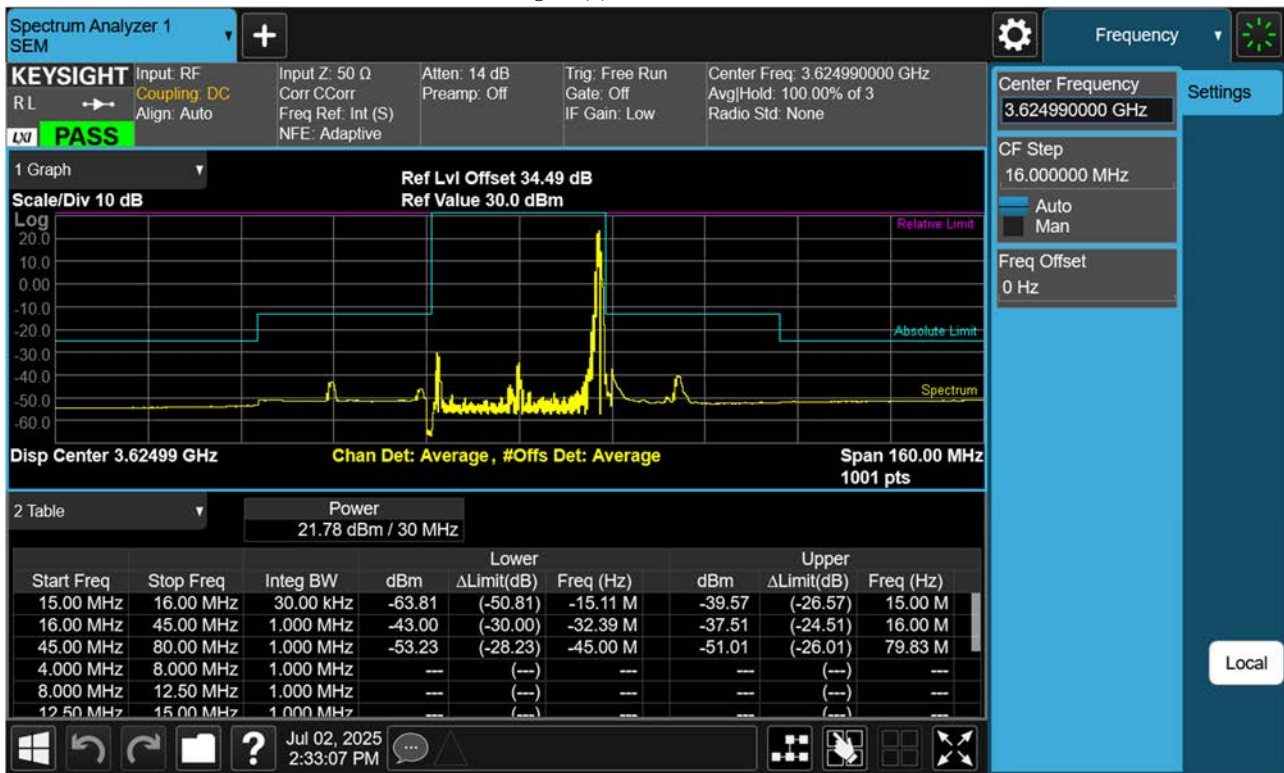 Spectrum Analyzer 1
SEM
+
Frequency
KEYSIGHT
R L
LXI
PASS
Input: RF
Coupling: DC
Align: Auto
Input Z: 50 Ω
Corr CCorr
Freq Ref: Int (S)
NFE: Adaptive
Atten: 14 dB
Preamp: Off
Trig: Free Run
Gate: Off
IF Gain: Low
Center Freq: 3.624990000 GHz
Avg|Hold: 100.00% of 3
Radio Std: None
Center Frequency
3.624990000 GHz
Settings
CF Step
16.000000 MHz
Auto
Man
Freq Offset
0 Hz
Local
1 Graph
Scale/Div 10 dB
Ref Lvl Offset 34.49 dB
Ref Value 30.0 dBm
Log
20.0
10.0
0.00
-10.0
-20.0
-30.0
-40.0
-50.0
-60.0
Relative Limit
Absolute Limit
Spectrum
Disp Center 3.62499 GHz
Chan Det: Average, #Offs Det: Average
Span 160.00 MHz
1001 pts
2 Table
Power
21.78 dBm / 30 MHz
Lower Upper
Start Freq Stop Freq Integ BW dBm ΔLimit(dB) Freq (Hz) dBm ΔLimit(dB) Freq (Hz)
15.00 MHz 16.00 MHz 30.00 kHz -63.81 (-50.81) -15.11 M -39.57 (-26.57) 15.00 M
16.00 MHz 45.00 MHz 1.000 MHz -43.00 (-30.00) -32.39 M -37.51 (-24.51) 16.00 M
45.00 MHz 80.00 MHz 1.000 MHz -53.23 (-28.23) -45.00 M -51.01 (-26.01) 79.83 M
4.000 MHz 8.000 MHz 1.000 MHz --- (---) --- --- (---) ---
8.000 MHz 12.50 MHz 1.000 MHz --- (---) --- --- (---) ---
12.50 MHz 15.00 MHz 1.000 MHz --- (---) --- --- (---) ---
?
Jul 02, 2025
2:33:07 PM